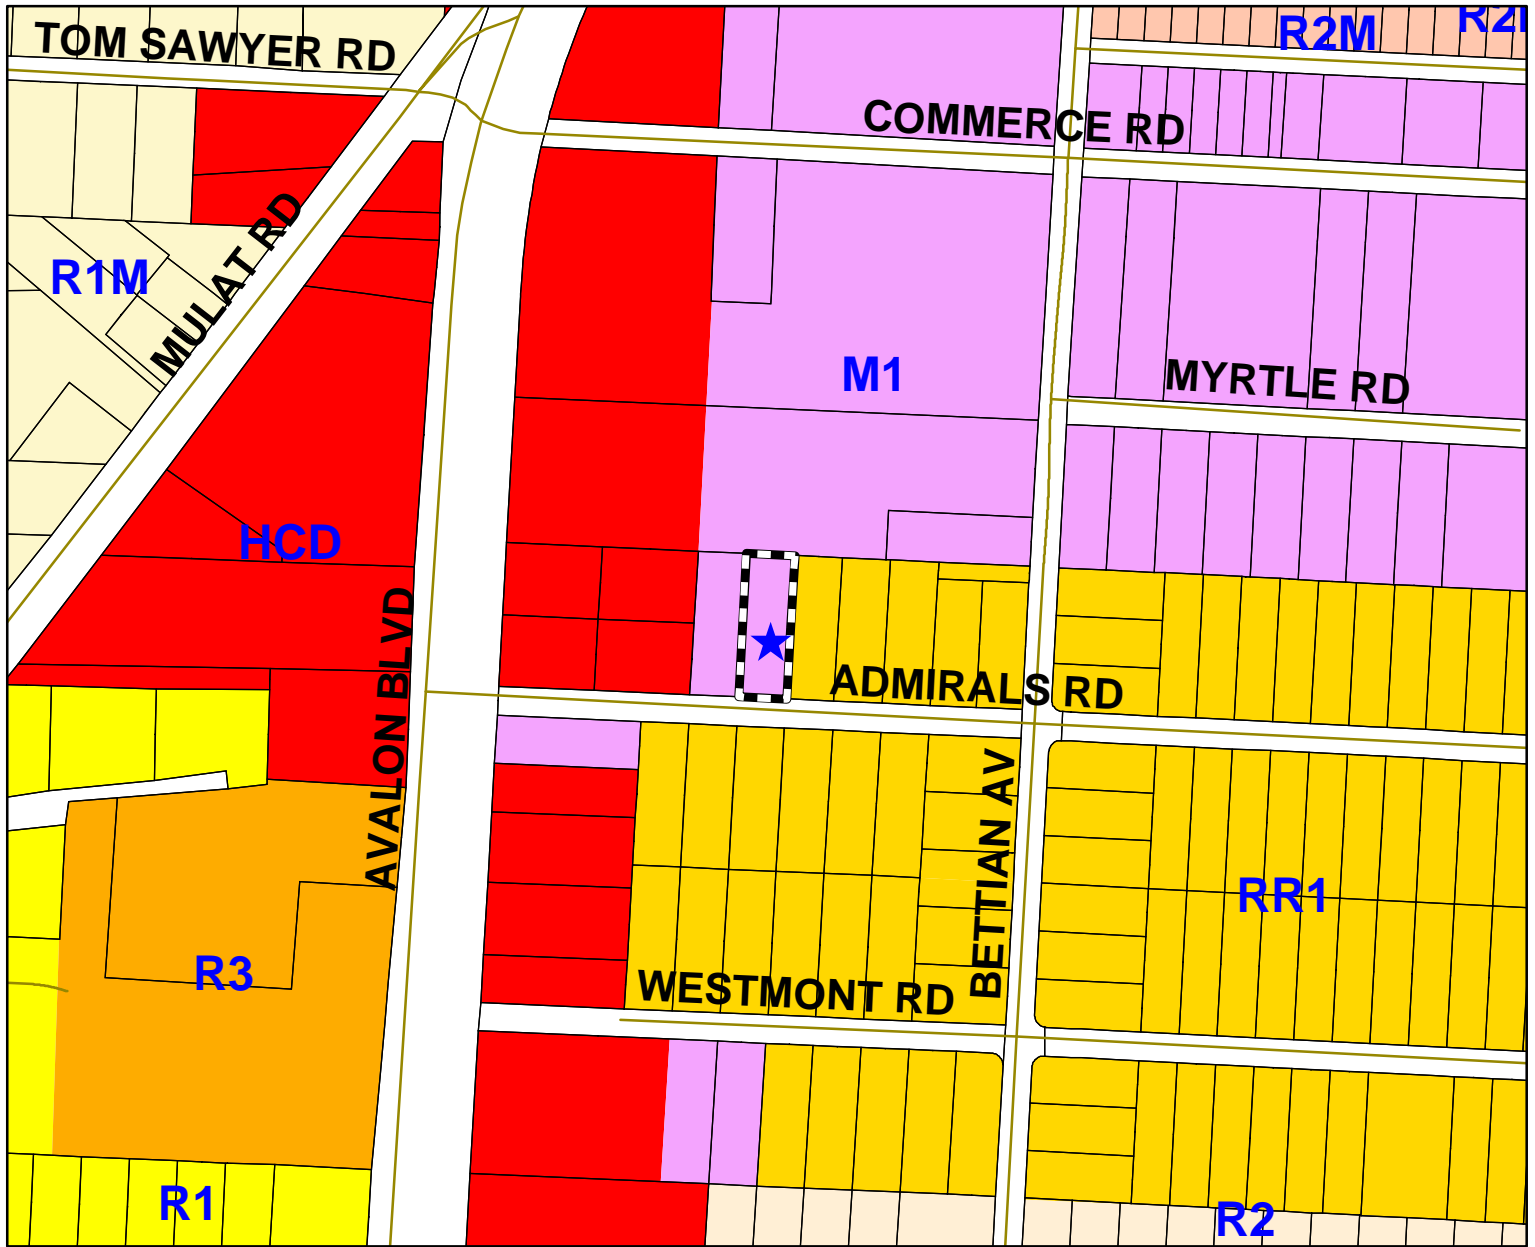 R2M
TOM SAWYER RD
COMMERCE RD
MULAT RD
R1M
M1
MYRTLE RD
HCD
AVALON BLVD
ADMIRALS RD
BETTIAN AV
RR1
R3
WESTMONT RD
R1
R2